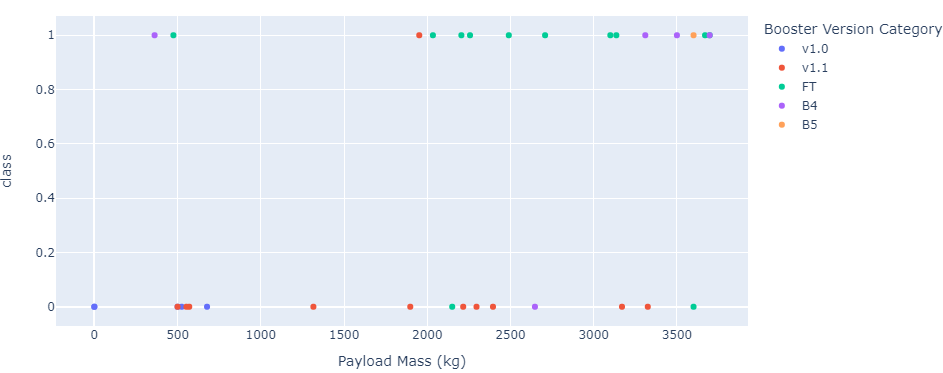 Booster Version Category
v1.0
v1.1
FT
B4
B5
1
0.8
0.6
0.4
0.2
0
class
0 500 1000 1500 2000 2500 3000 3500
Payload Mass (kg)